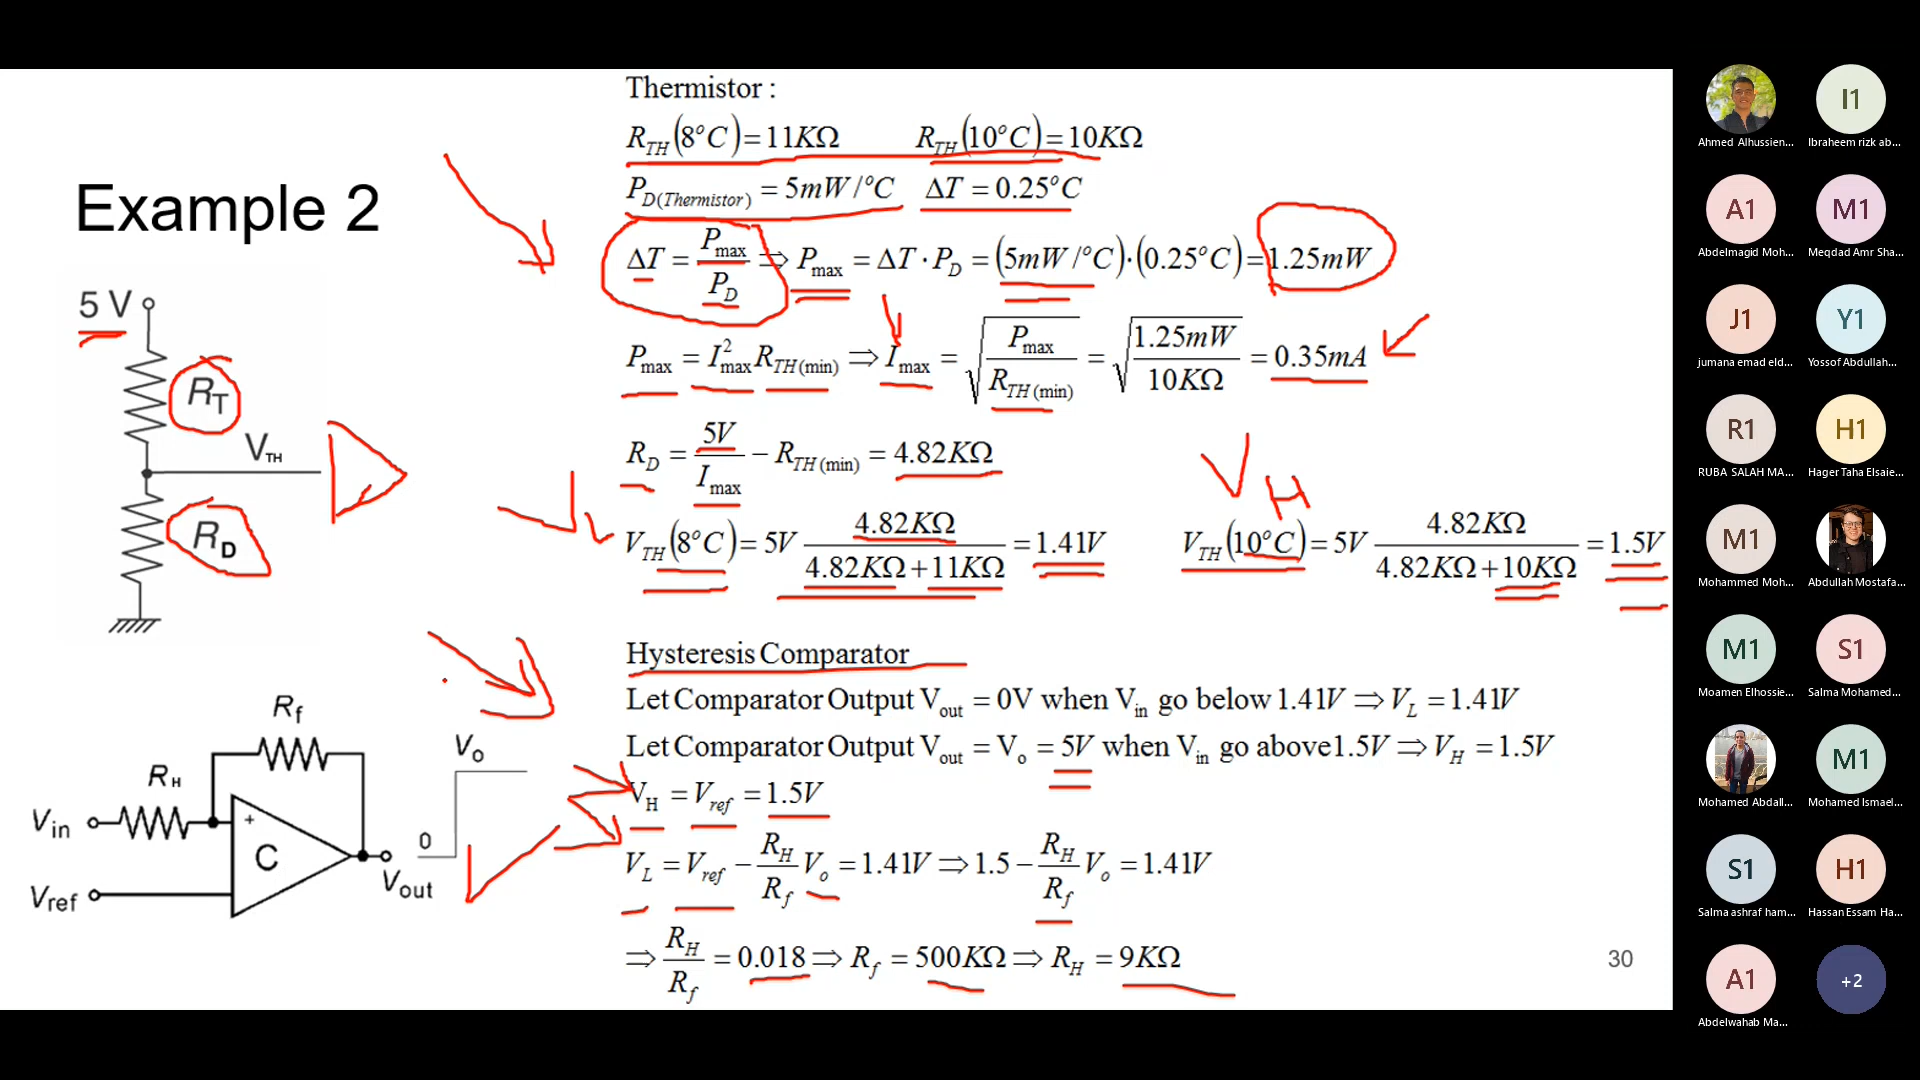 Example 2
5 V
R_T
V_TH
R_D
R_f
R_H
V_in
+
C
V_ref
V_out
V_o
0
Thermistor :
R_TH(8°C)=11KΩ R_TH(10°C)=10KΩ
P_D(Thermistor) = 5mW/°C ΔT = 0.25°C
ΔT = P_max / P_D ⇒ P_max = ΔT · P_D = (5mW/°C)·(0.25°C)=1.25mW
P_max = I²_max R_TH(min) ⇒ I_max = √(P_max / R_TH(min)) = √(1.25mW / 10KΩ) = 0.35mA
R_D = 5V / I_max − R_TH(min) = 4.82KΩ
V_H
V_TH(8°C)=5V 4.82KΩ / (4.82KΩ+11KΩ) =1.41V V_TH(10°C)=5V 4.82KΩ / (4.82KΩ+10KΩ) =1.5V
Hysteresis Comparator
Let Comparator Output V_out = 0V when V_in go below 1.41V ⇒ V_L = 1.41V
Let Comparator Output V_out = V_o = 5V when V_in go above1.5V ⇒ V_H = 1.5V
V_H = V_ref = 1.5V
V_L = V_ref − R_H / R_f V_o = 1.41V ⇒ 1.5 − R_H / R_f V_o = 1.41V
⇒ R_H / R_f = 0.018 ⇒ R_f = 500KΩ ⇒ R_H = 9KΩ
30
Ahmed Alhussien...
I1
Ibraheem rizk ab...
A1
Abdelmagid Moh...
M1
Meqdad Amr Sha...
J1
jumana emad eld...
Y1
Yossof Abdullah...
R1
RUBA SALAH MA...
H1
Hager Taha Elsaie...
M1
Mohammed Moh...
Abdullah Mostafa...
M1
Moamen Elhossie...
S1
Salma Mohamed...
Mohamed Abdall...
M1
Mohamed Ismael...
S1
Salma ashraf ham...
H1
Hassan Essam Ha...
A1
Abdelwahab Ma...
+2